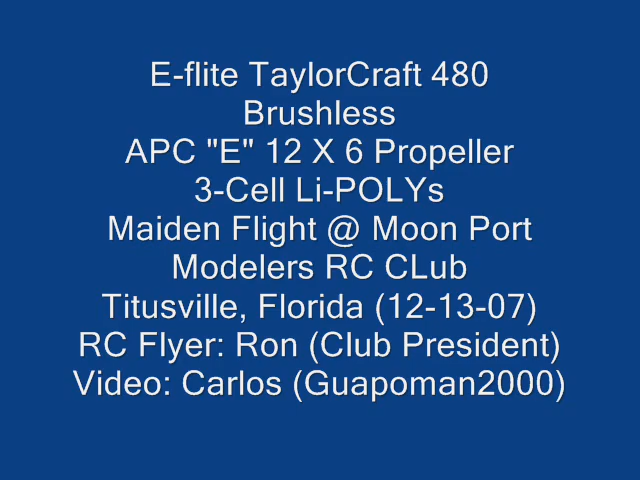 E-flite TaylorCraft 480
Brushless
APC "E" 12 X 6 Propeller
3-Cell Li-POLYs
Maiden Flight @ Moon Port
Modelers RC CLub
Titusville, Florida (12-13-07)
RC Flyer: Ron (Club President)
Video: Carlos (Guapoman2000)